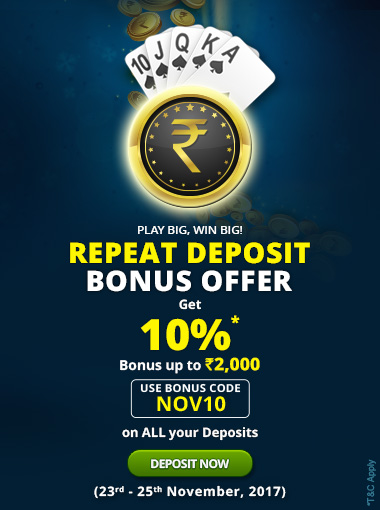 10 J Q K A
₹
PLAY BIG, WIN BIG!
REPEAT DEPOSIT
BONUS OFFER
Get
10%*
Bonus up to ₹2,000
USE BONUS CODE
NOV10
on ALL your Deposits
DEPOSIT NOW
(23rd - 25th November, 2017)
*T&C Apply